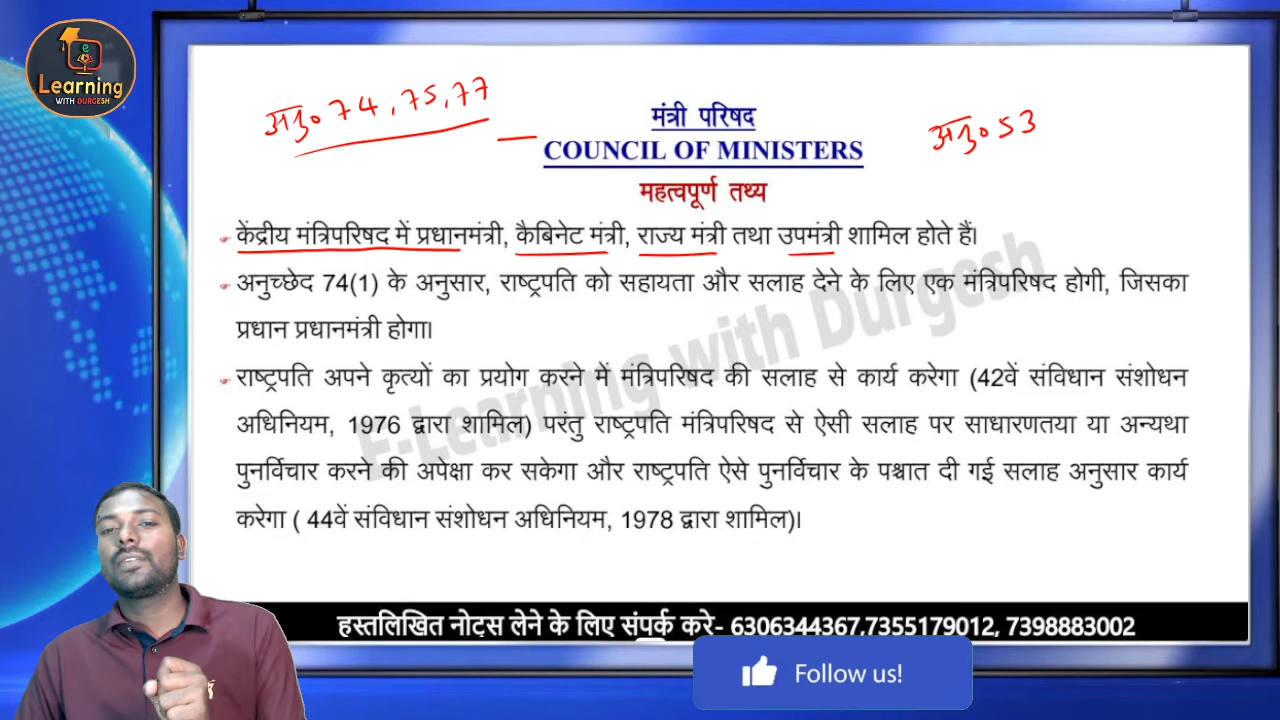 e
Learning
WITH DURGESH
अनु० 74, 75, 77
मंत्री परिषद
COUNCIL OF MINISTERS
अनु० 53
महत्वपूर्ण तथ्य
केंद्रीय मंत्रिपरिषद में प्रधानमंत्री, कैबिनेट मंत्री, राज्य मंत्री तथा उपमंत्री शामिल होते हैं।
अनुच्छेद 74(1) के अनुसार, राष्ट्रपति को सहायता और सलाह देने के लिए एक मंत्रिपरिषद होगी, जिसका
प्रधान प्रधानमंत्री होगा।
राष्ट्रपति अपने कृत्यों का प्रयोग करने में मंत्रिपरिषद की सलाह से कार्य करेगा (42वें संविधान संशोधन
अधिनियम, 1976 द्वारा शामिल) परंतु राष्ट्रपति मंत्रिपरिषद से ऐसी सलाह पर साधारणतया या अन्यथा
पुनर्विचार करने की अपेक्षा कर सकेगा और राष्ट्रपति ऐसे पुनर्विचार के पश्चात दी गई सलाह अनुसार कार्य
करेगा ( 44वें संविधान संशोधन अधिनियम, 1978 द्वारा शामिल)।
E-Learning with Durgesh
हस्तलिखित नोट्स लेने के लिए संपर्क करे- 6306344367,7355179012, 7398883002
Follow us!